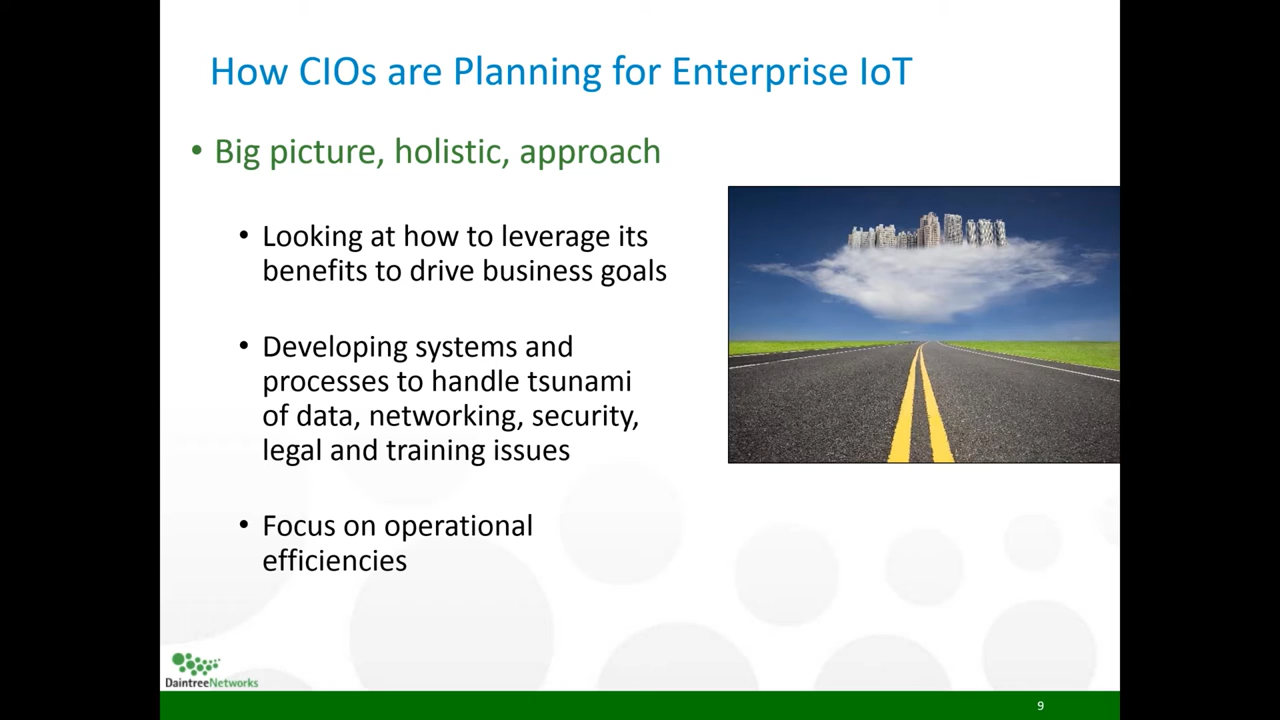 How CIOs are Planning for Enterprise IoT
• Big picture, holistic, approach
• Looking at how to leverage its
benefits to drive business goals
• Developing systems and
processes to handle tsunami
of data, networking, security,
legal and training issues
• Focus on operational
efficiencies
DaintreeNetworks
9